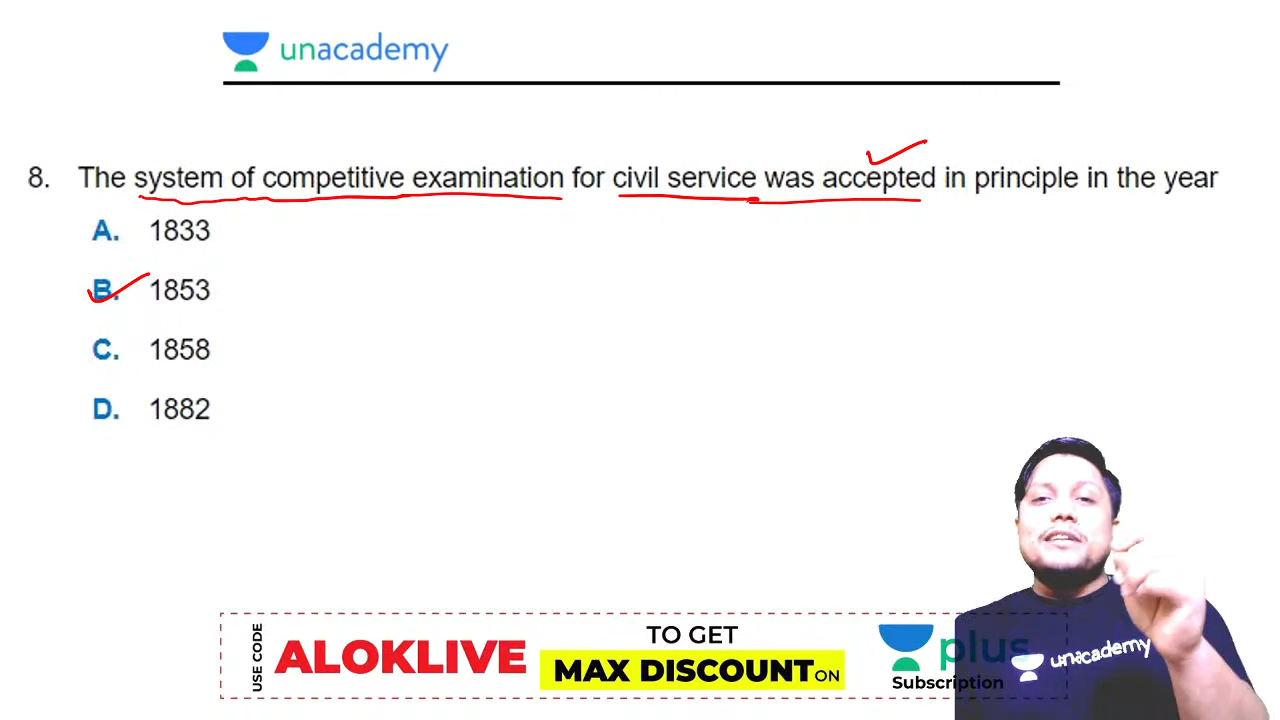 unacademy
8. The system of competitive examination for civil service was accepted in principle in the year
A. 1833
B. 1853
C. 1858
D. 1882
USE CODE
ALOKLIVE
TO GET
MAX DISCOUNT ON
plus
Subscription
unacademy